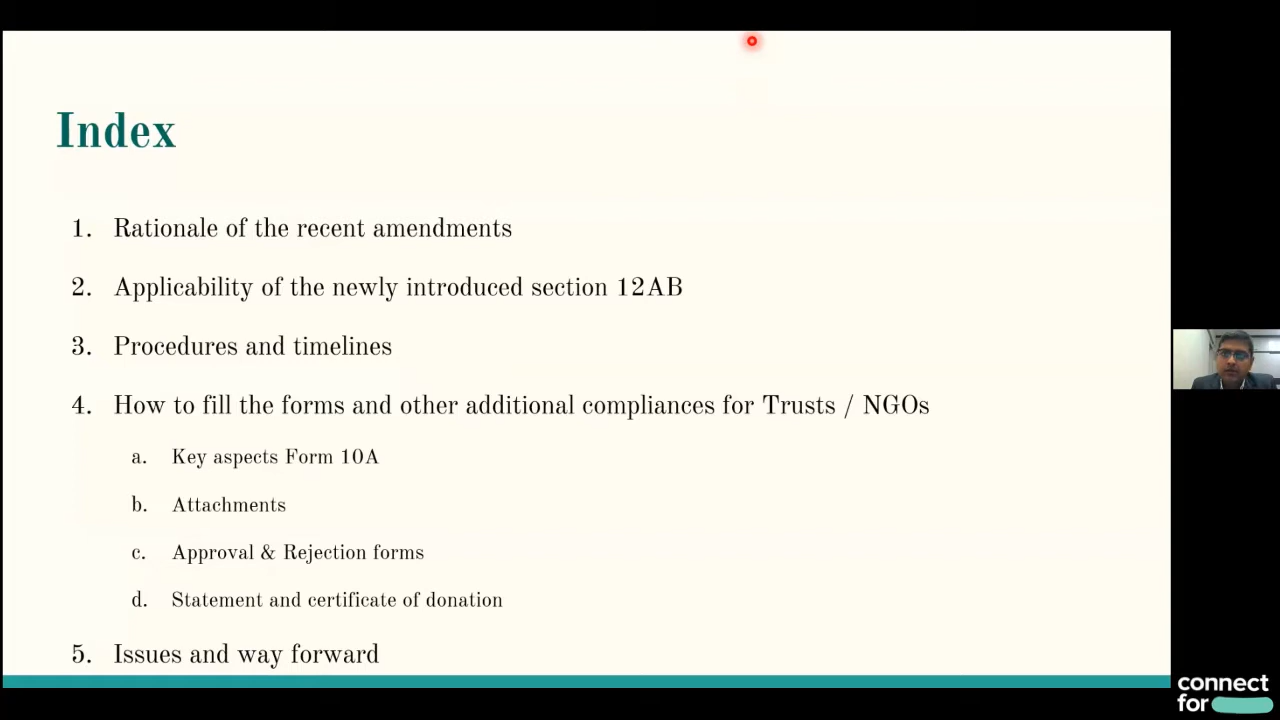 Index
1. Rationale of the recent amendments
2. Applicability of the newly introduced section 12AB
3. Procedures and timelines
4. How to fill the forms and other additional compliances for Trusts / NGOs
a. Key aspects Form 10A
b. Attachments
c. Approval & Rejection forms
d. Statement and certificate of donation
5. Issues and way forward
connect
for